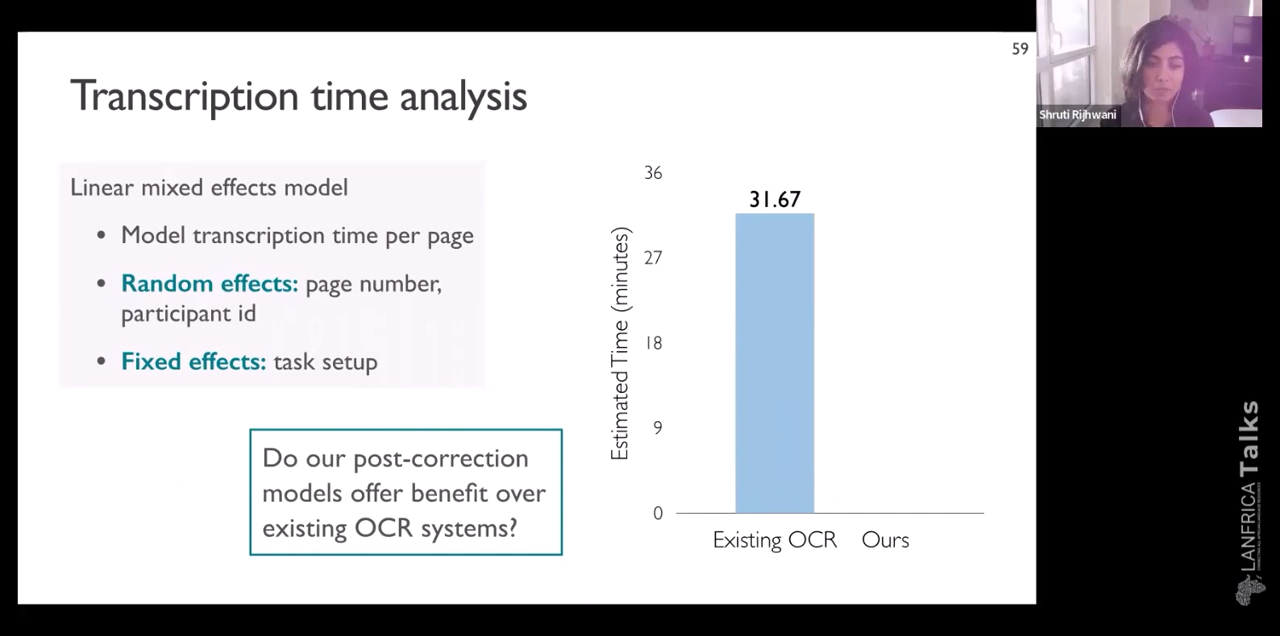 59
Transcription time analysis
Linear mixed effects model
• Model transcription time per page
• Random effects: page number,
participant id
• Fixed effects: task setup
Do our post-correction
models offer benefit over
existing OCR systems?
Estimated Time (minutes)
36
27
18
9
0
31.67
Existing OCR
Ours
Shruti Rijhwani
LANFRICA Talks